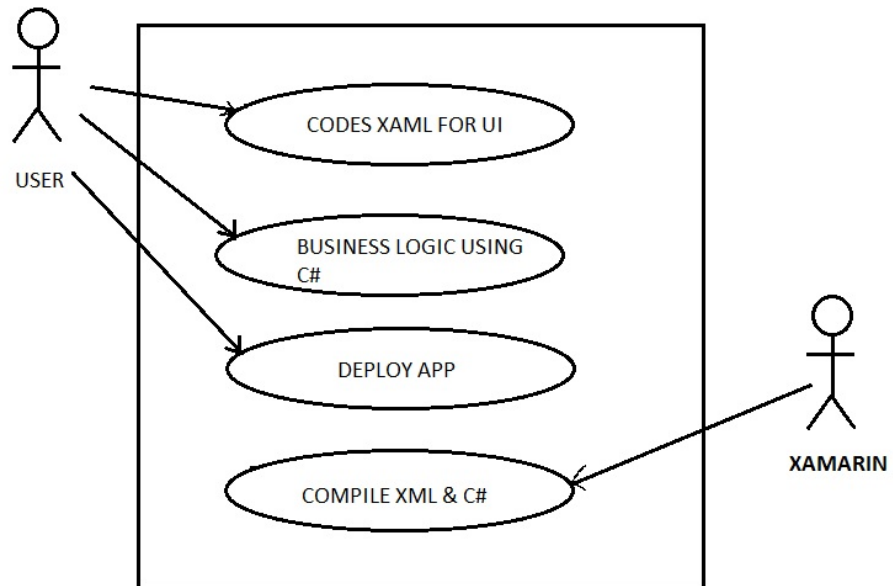 CODES XAML FOR UI
USER
BUSINESS LOGIC USING
C#
DEPLOY APP
XAMARIN
COMPILE XML & C#